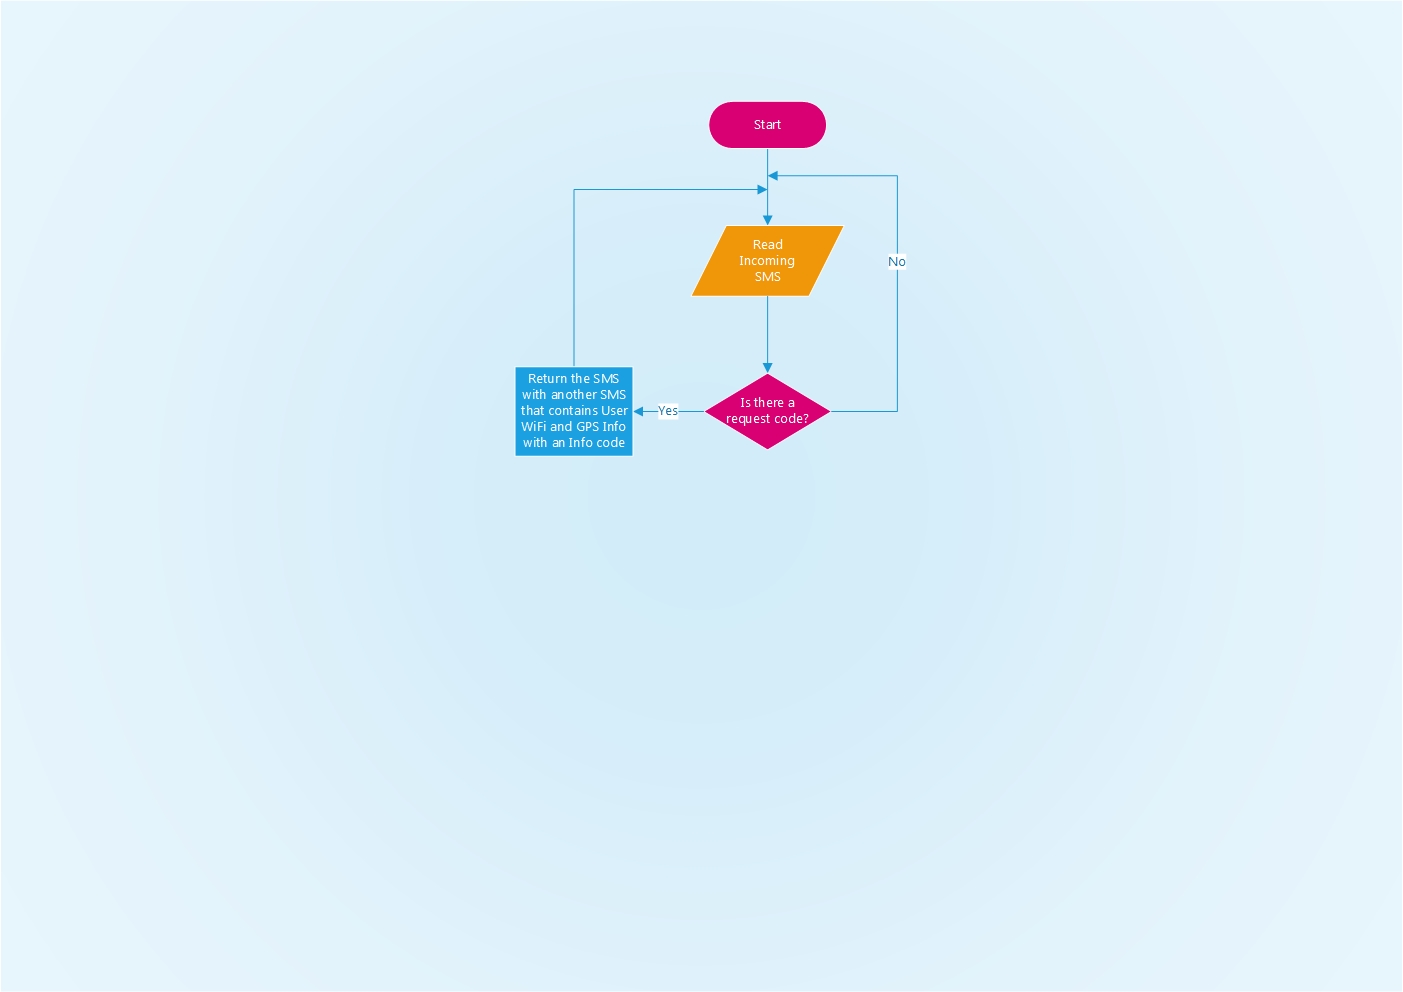 Start
Read
Incoming
SMS
No
Is there a
request code?
Yes
Return the SMS
with another SMS
that contains User
WiFi and GPS Info
with an Info code